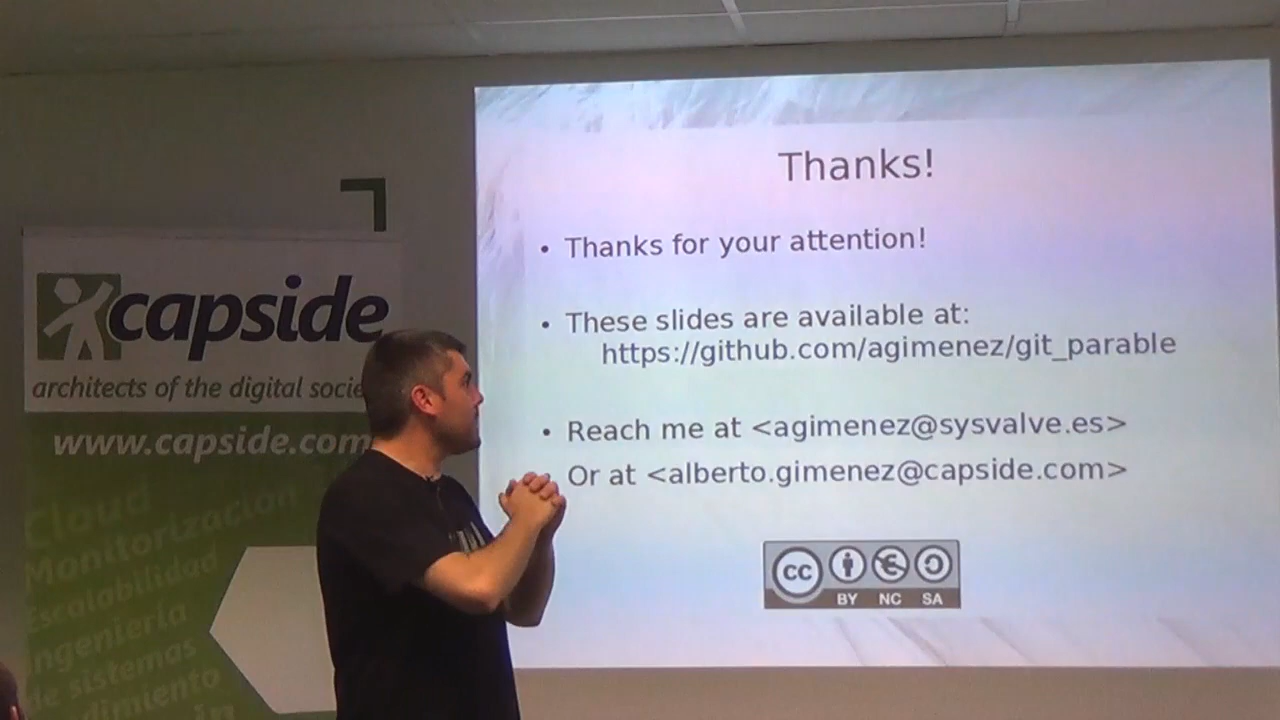 capside
architects of the digital socie
www.capside.com
Cloud
Monitorización
Escalabilidad
Ingeniería
de sistemas
Thanks!
• Thanks for your attention!
• These slides are available at:
https://github.com/agimenez/git_parable
• Reach me at <agimenez@sysvalve.es>
• Or at <alberto.gimenez@capside.com>
cc BY NC SA